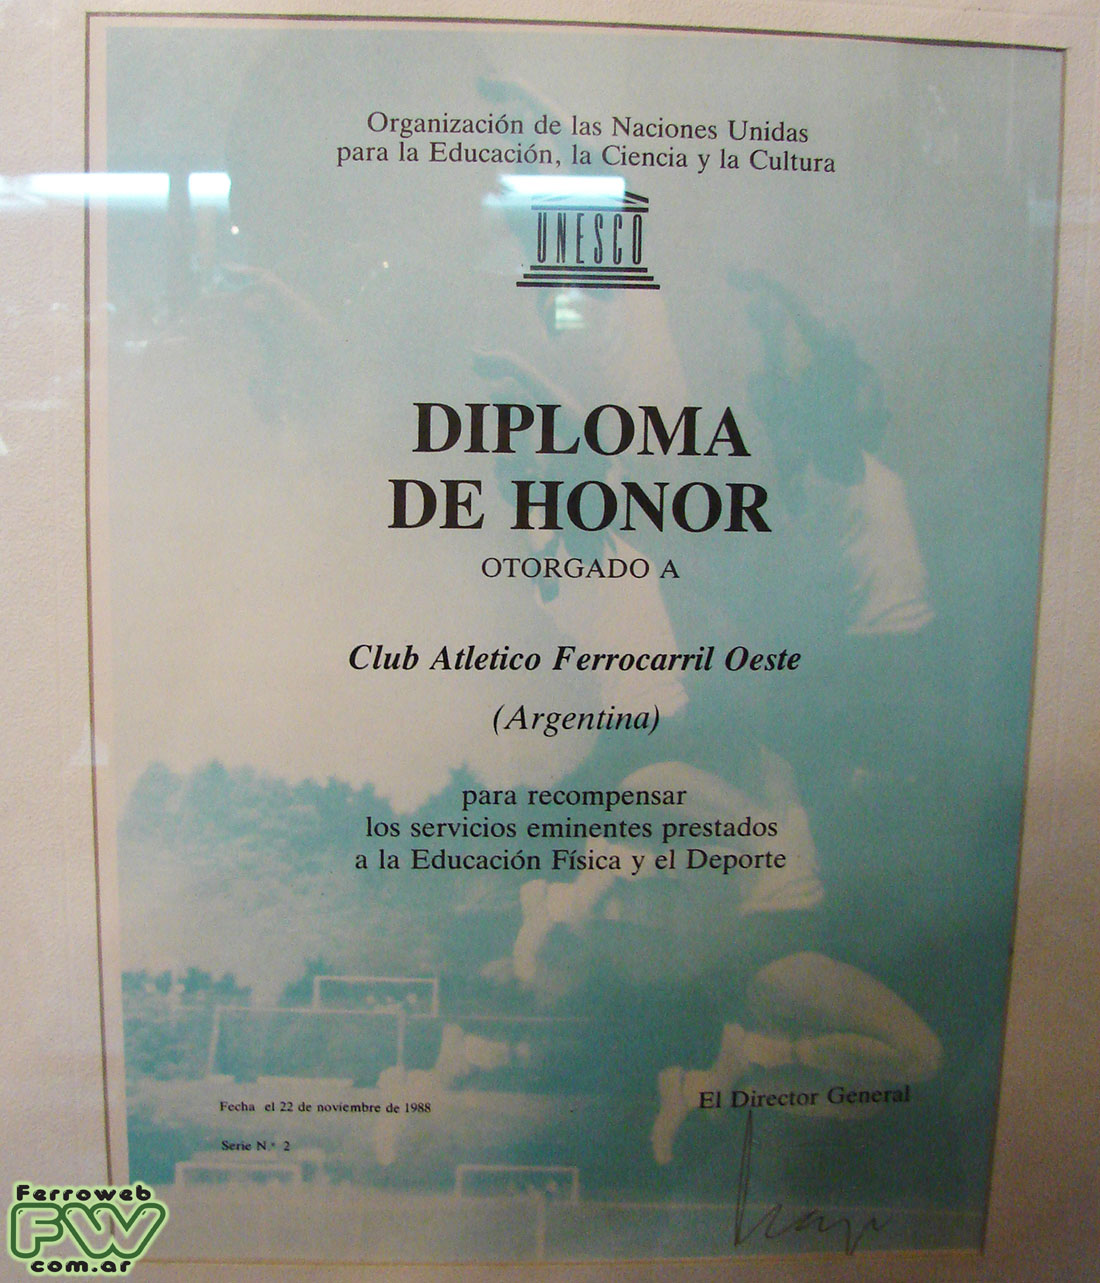 Organización de las Naciones Unidas
para la Educación, la Ciencia y la Cultura
UNESCO
DIPLOMA
DE HONOR
OTORGADO A
Club Atletico Ferrocarril Oeste
(Argentina)
para recompensar
los servicios eminentes prestados
a la Educación Física y el Deporte
Fecha el 22 de noviembre de 1988
El Director General
Serie N.º 2
Ferroweb
FW
com.ar